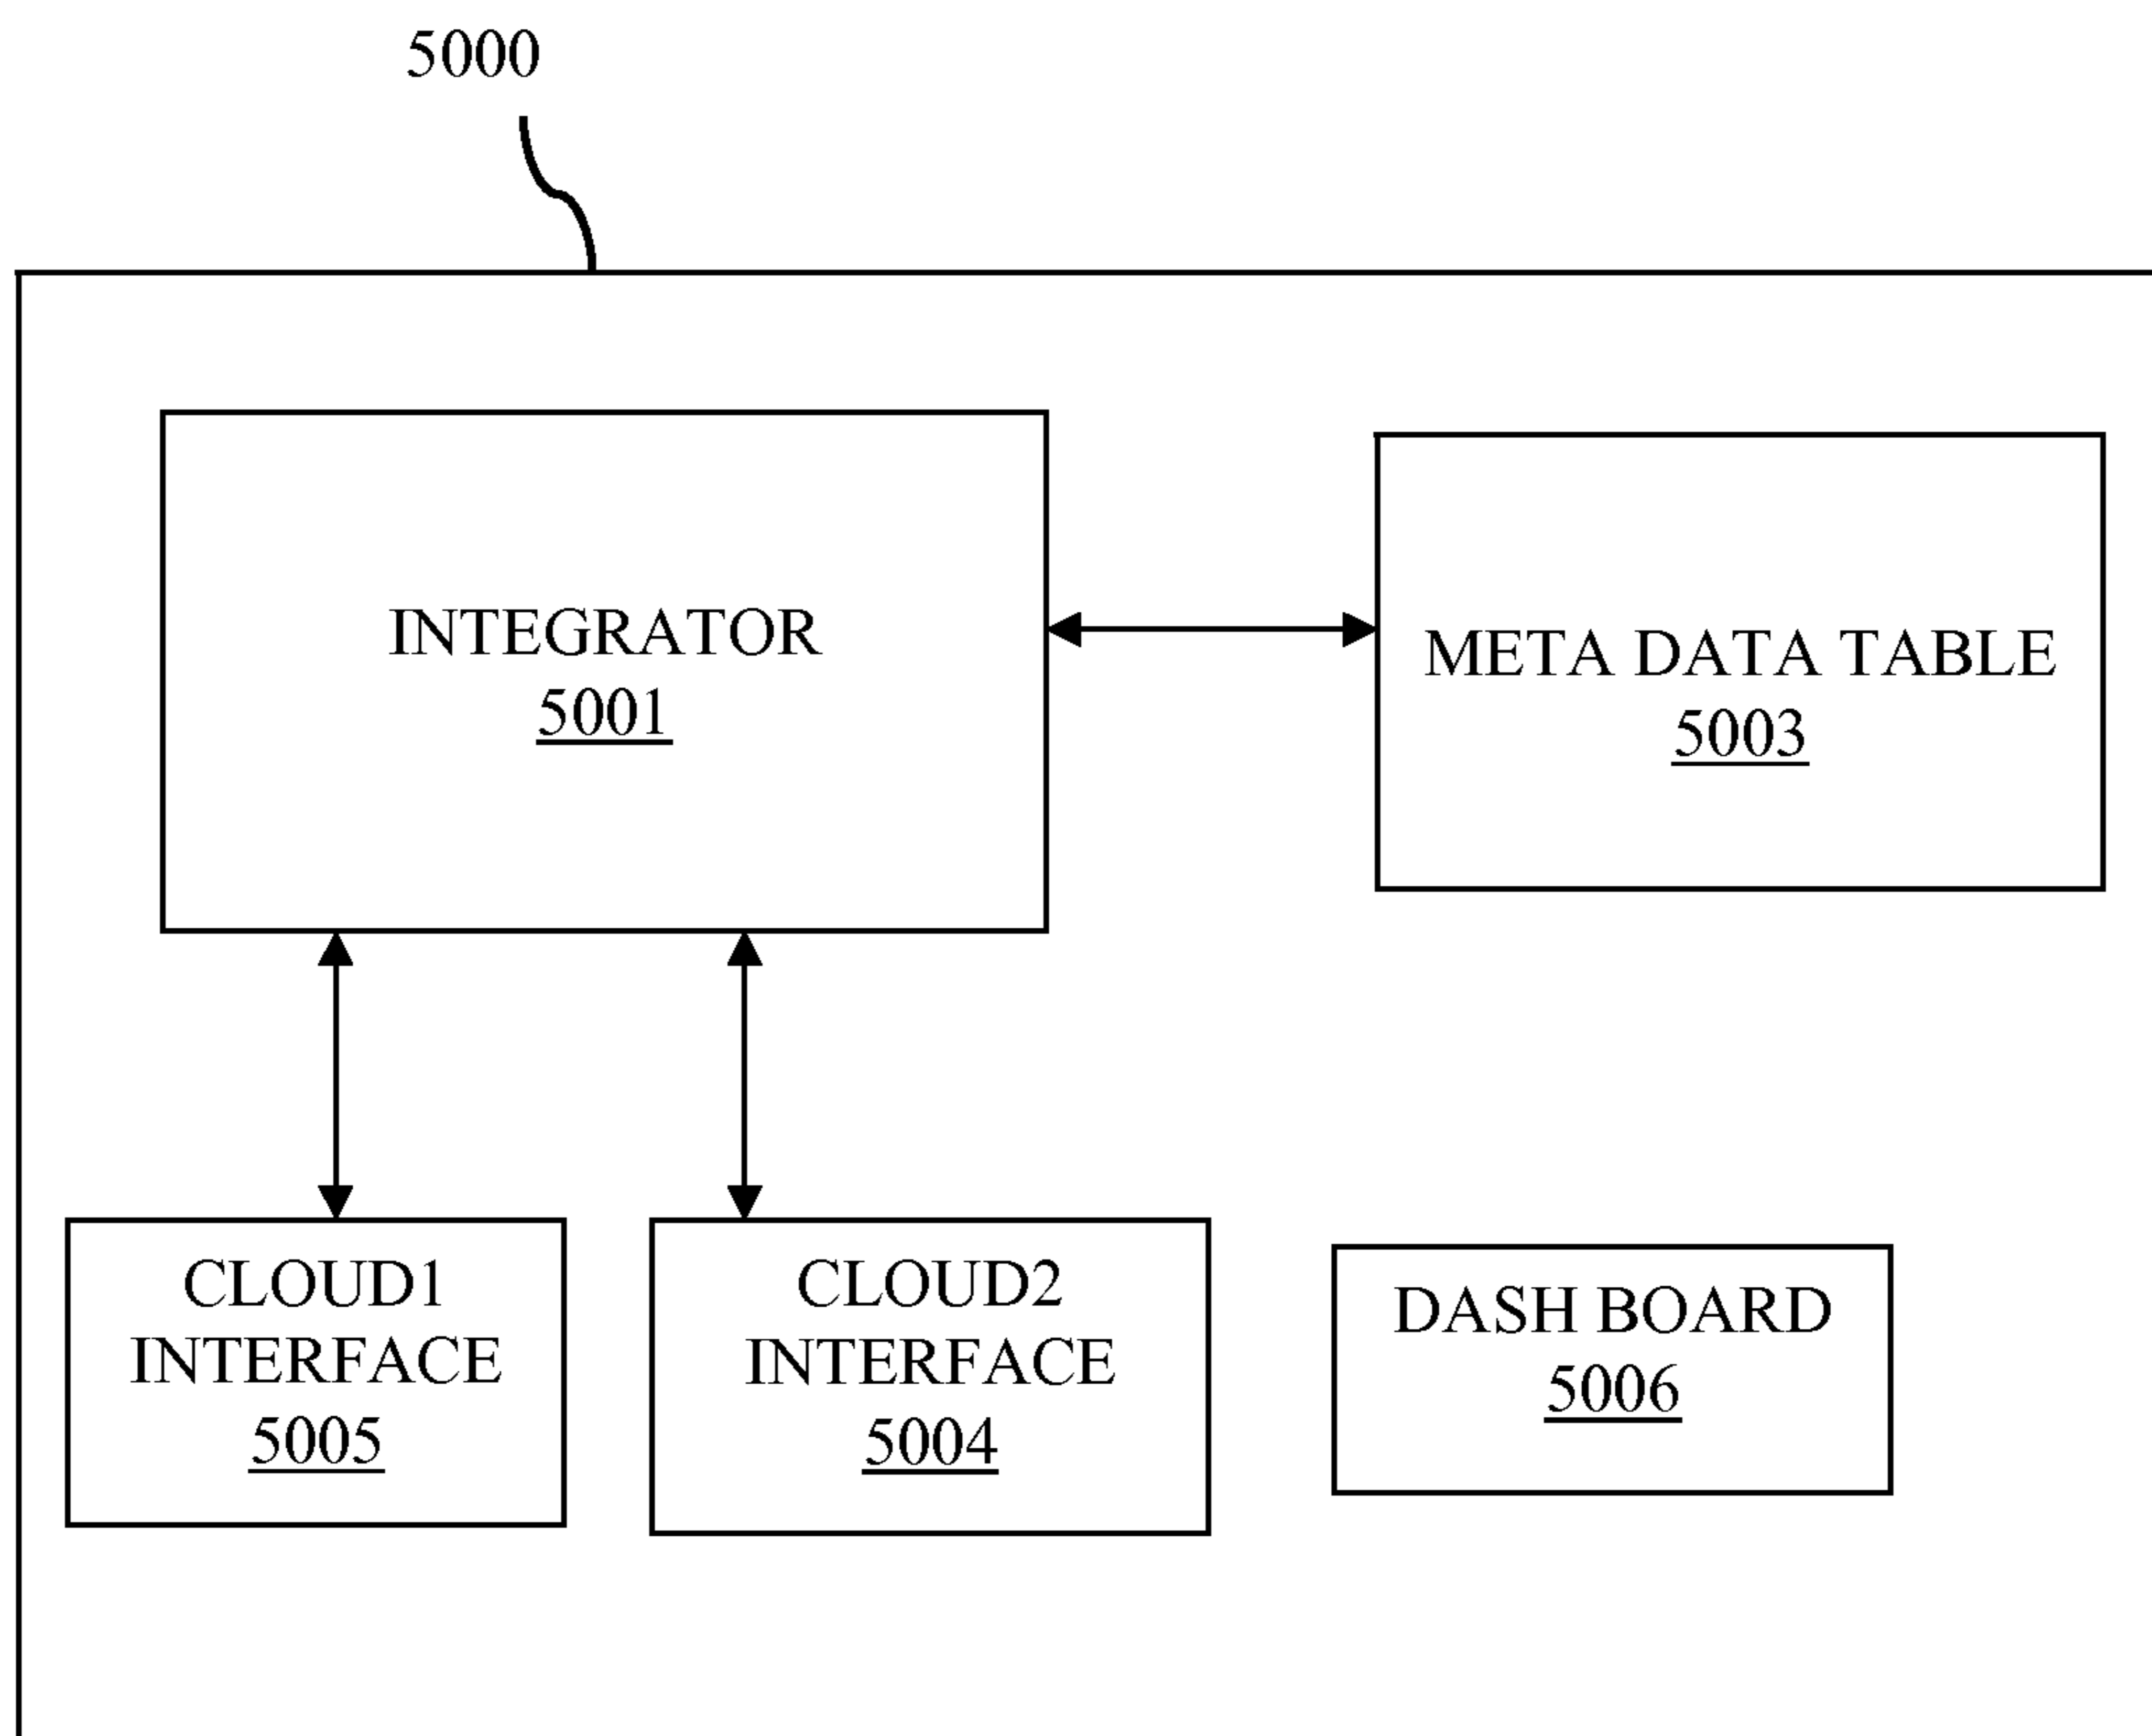 5000
INTEGRATOR
5001
META DATA TABLE
5003
CLOUD1
INTERFACE
5005
CLOUD2
INTERFACE
5004
DASH BOARD
5006